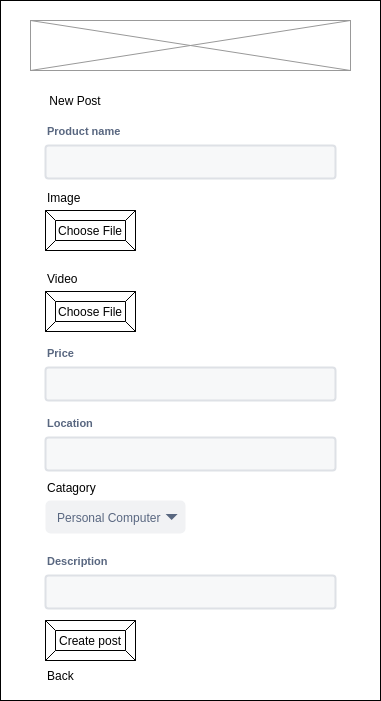 New Post
Product name
Image
Choose File
Video
Choose File
Price
Location
Catagory
Personal Computer
Description
Create post
Back